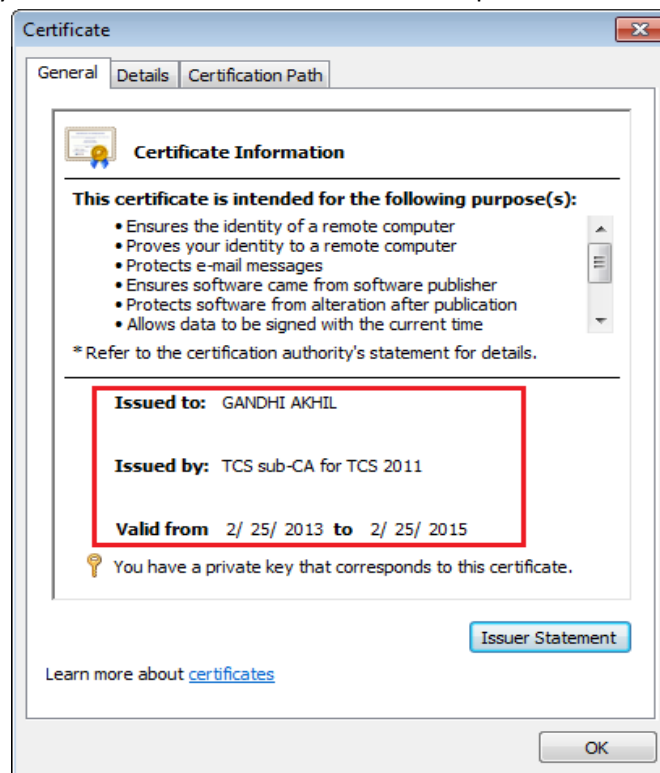 Certificate
General Details Certification Path
Certificate Information
This certificate is intended for the following purpose(s):
• Ensures the identity of a remote computer
• Proves your identity to a remote computer
• Protects e-mail messages
• Ensures software came from software publisher
• Protects software from alteration after publication
• Allows data to be signed with the current time
* Refer to the certification authority's statement for details.
Issued to: GANDHI AKHIL
Issued by: TCS sub-CA for TCS 2011
Valid from 2/ 25/ 2013 to 2/ 25/ 2015
You have a private key that corresponds to this certificate.
Issuer Statement
Learn more about certificates
OK